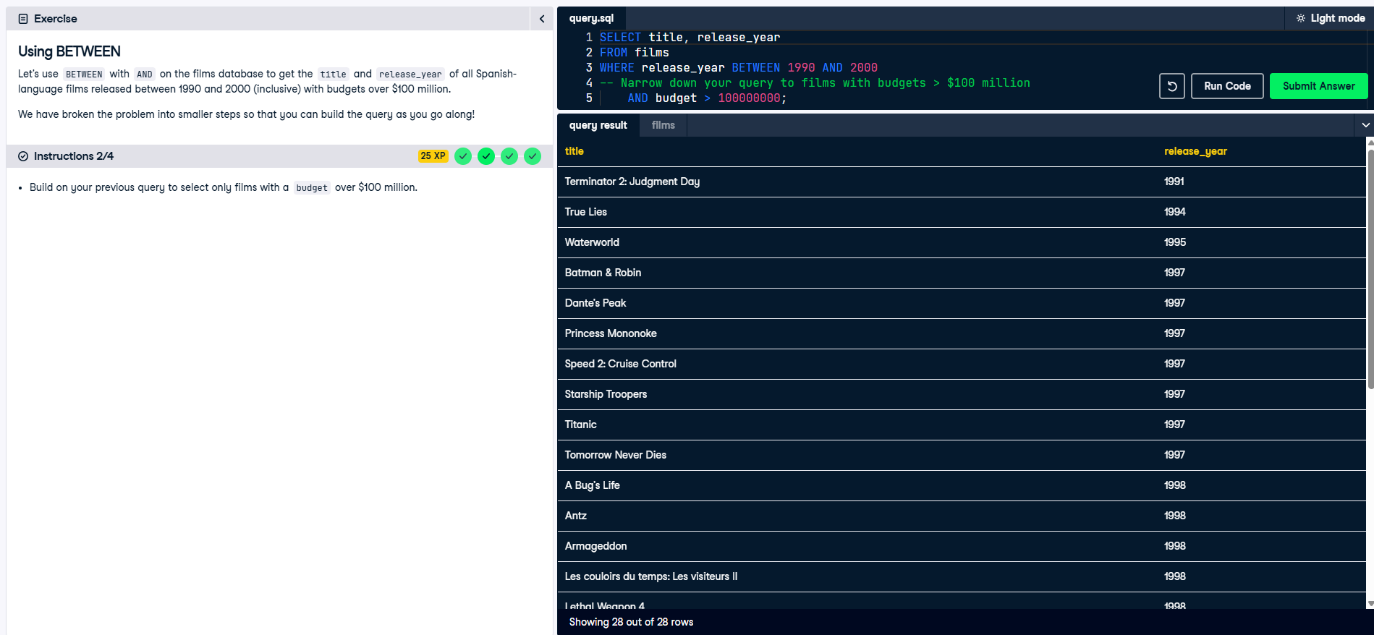 Exercise
Using BETWEEN
Let's use BETWEEN with AND on the films database to get the title and release_year of all Spanish-
language films released between 1990 and 2000 (inclusive) with budgets over $100 million.
We have broken the problem into smaller steps so that you can build the query as you go along!
Instructions 2/4
25 XP
• Build on your previous query to select only films with a budget over $100 million.
query.sql
Light mode
1 SELECT title, release_year
2 FROM films
3 WHERE release_year BETWEEN 1990 AND 2000
4 -- Narrow down your query to films with budgets > $100 million
5 AND budget > 100000000;
Run Code
Submit Answer
query result
films
title release_year
Terminator 2: Judgment Day 1991
True Lies 1994
Waterworld 1995
Batman & Robin 1997
Dante's Peak 1997
Princess Mononoke 1997
Speed 2: Cruise Control 1997
Starship Troopers 1997
Titanic 1997
Tomorrow Never Dies 1997
A Bug's Life 1998
Antz 1998
Armageddon 1998
Les couloirs du temps: Les visiteurs II 1998
Lethal Weapon 4 1998
Showing 28 out of 28 rows